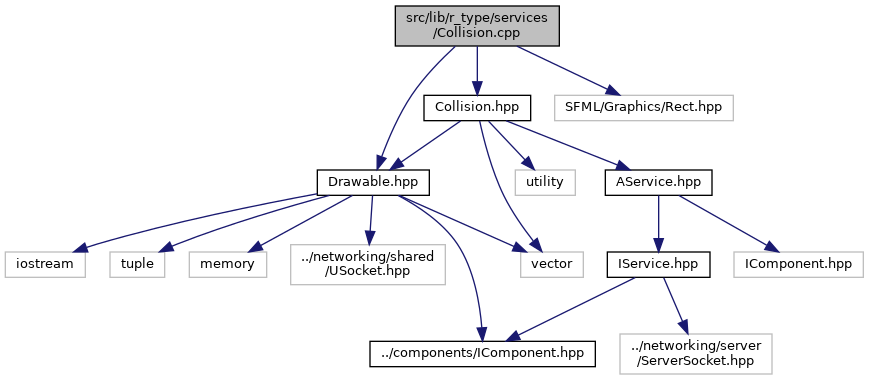 src/lib/r_type/services
/Collision.cpp
Collision.hpp
SFML/Graphics/Rect.hpp
Drawable.hpp
utility
AService.hpp
iostream
tuple
memory
../networking/shared
/USocket.hpp
vector
IService.hpp
IComponent.hpp
../components/IComponent.hpp
../networking/server
/ServerSocket.hpp